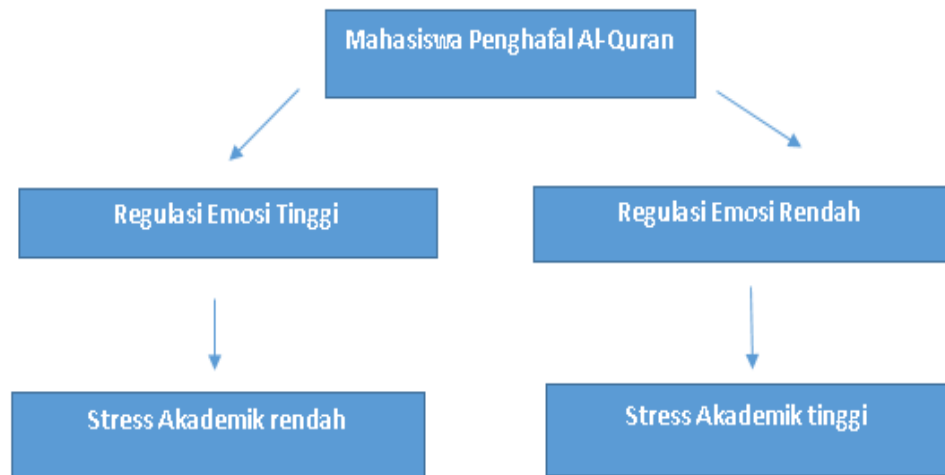 Mahasiswa Penghafal Al-Quran
Regulasi Emosi Tinggi
Regulasi Emosi Rendah
Stress Akademik rendah
Stress Akademik tinggi